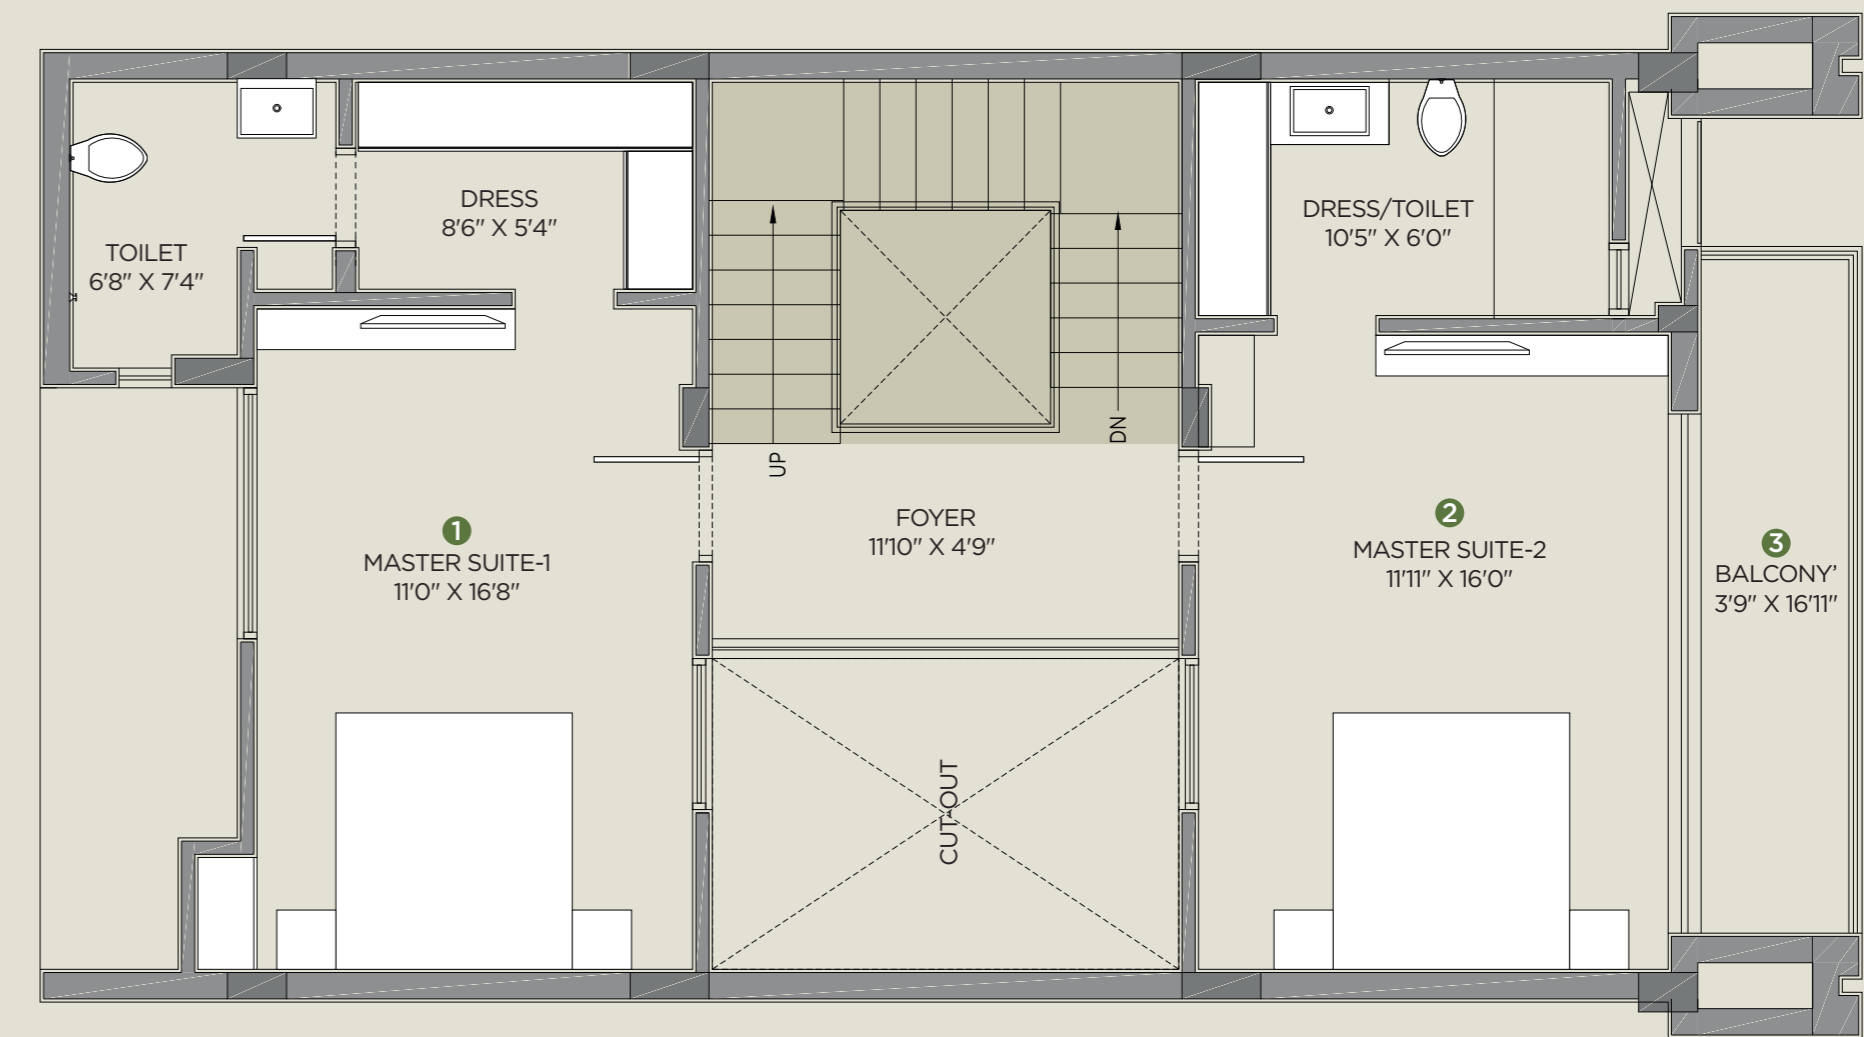 DRESS
8'6" X 5'4"
DRESS/TOILET
10'5" X 6'0"
TOILET
6'8" X 7'4"
UP
DN
1
MASTER SUITE-1
11'0" X 16'8"
FOYER
11'10" X 4'9"
2
MASTER SUITE-2
11'11" X 16'0"
3
BALCONY'
3'9" X 16'11"
CUT-OUT